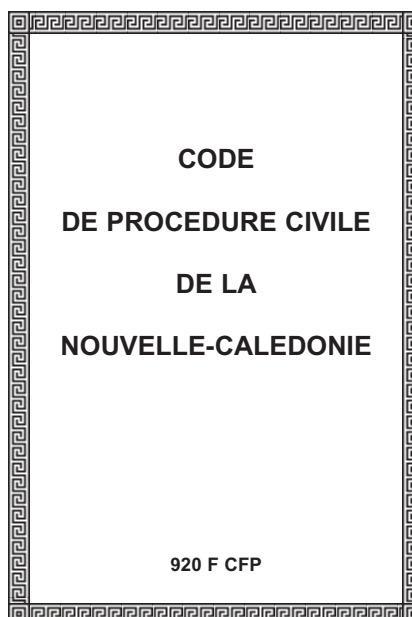 CODE
DE PROCEDURE CIVILE
DE LA
NOUVELLE-CALEDONIE
920 F CFP